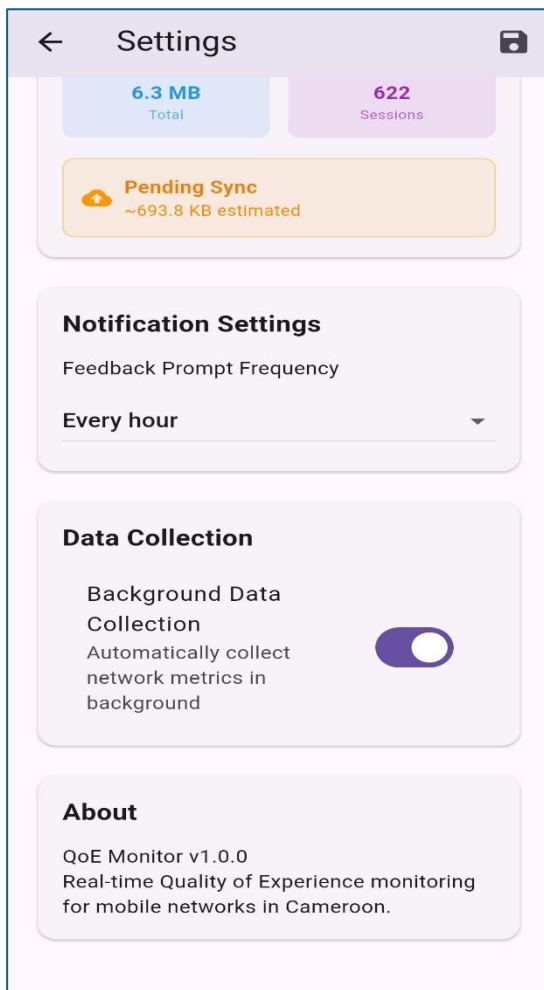 Settings
6.3 MB
Total
622
Sessions
Pending Sync
~693.8 KB estimated
Notification Settings
Feedback Prompt Frequency
Every hour
Data Collection
Background Data
Collection
Automatically collect
network metrics in
background
About
QoE Monitor v1.0.0
Real-time Quality of Experience monitoring
for mobile networks in Cameroon.